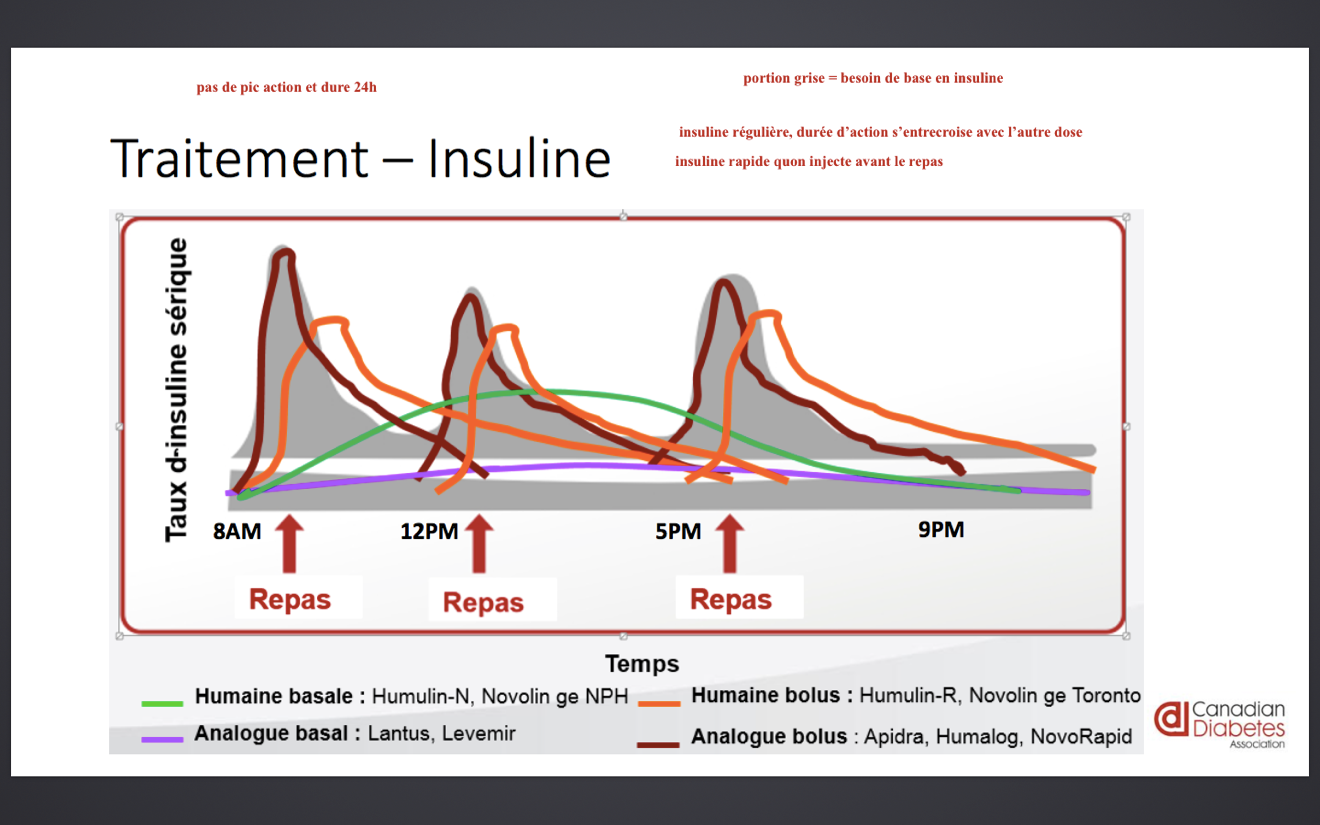 pas de pic action et dure 24h
portion grise = besoin de base en insuline
insuline régulière, durée d’action s’entrecroise avec l’autre dose
insuline rapide quon injecte avant le repas
Traitement – Insuline
Taux d-insuline sérique
8AM
12PM
5PM
9PM
Repas
Repas
Repas
Temps
Humaine basale : Humulin-N, Novolin ge NPH
Humaine bolus : Humulin-R, Novolin ge Toronto
Analogue basal : Lantus, Levemir
Analogue bolus : Apidra, Humalog, NovoRapid
Canadian
Diabetes
Association